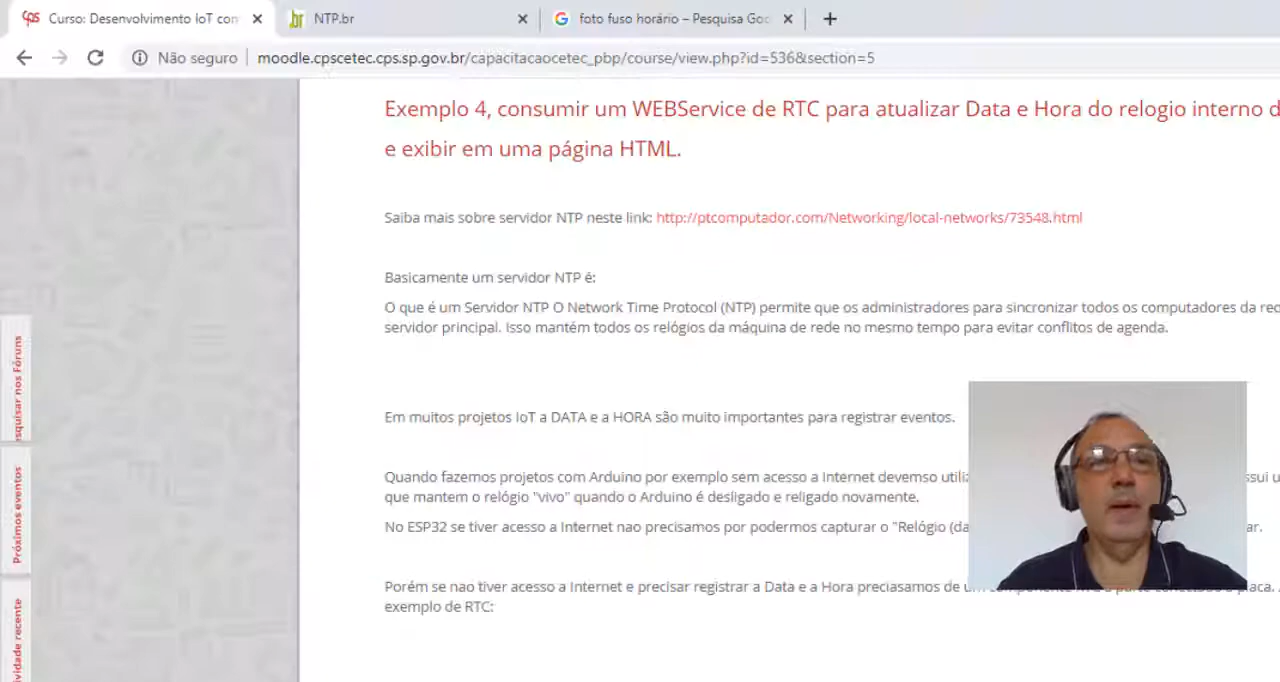 Curso: Desenvolvimento IoT com
NTP.br
foto fuso horário – Pesquisa Goo
Não seguro
moodle.cpscetec.cps.sp.gov.br/capacitacaocetec_pbp/course/view.php?id=536&section=5
Exemplo 4, consumir um WEBService de RTC para atualizar Data e Hora do relogio interno d
e exibir em uma página HTML.
Saiba mais sobre servidor NTP neste link: http://ptcomputador.com/Networking/local-networks/73548.html
Basicamente um servidor NTP é:
O que é um Servidor NTP O Network Time Protocol (NTP) permite que os administradores para sincronizar todos os computadores da red
servidor principal. Isso mantém todos os relógios da máquina de rede no mesmo tempo para evitar conflitos de agenda.
Em muitos projetos IoT a DATA e a HORA são muito importantes para registrar eventos.
Quando fazemos projetos com Arduino por exemplo sem acesso a Internet devemso utiliz ssui u
que mantem o relógio "vivo" quando o Arduino é desligado e religado novamente.
No ESP32 se tiver acesso a Internet nao precisamos por podermos capturar o "Relógio (da ar.
Porém se nao tiver acesso a Internet e precisar registrar a Data e a Hora preciasamos de placa.
exemplo de RTC:
esquisar nos Fóruns
Próximos eventos
ividade recente